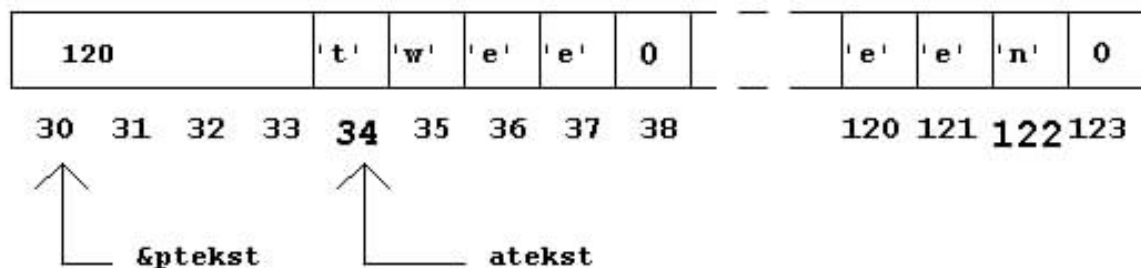 120 't' 'w' 'e' 'e' 0 'e' 'e' 'n' 0
30 31 32 33 34 35 36 37 38 120 121 122 123
&ptekst atekst